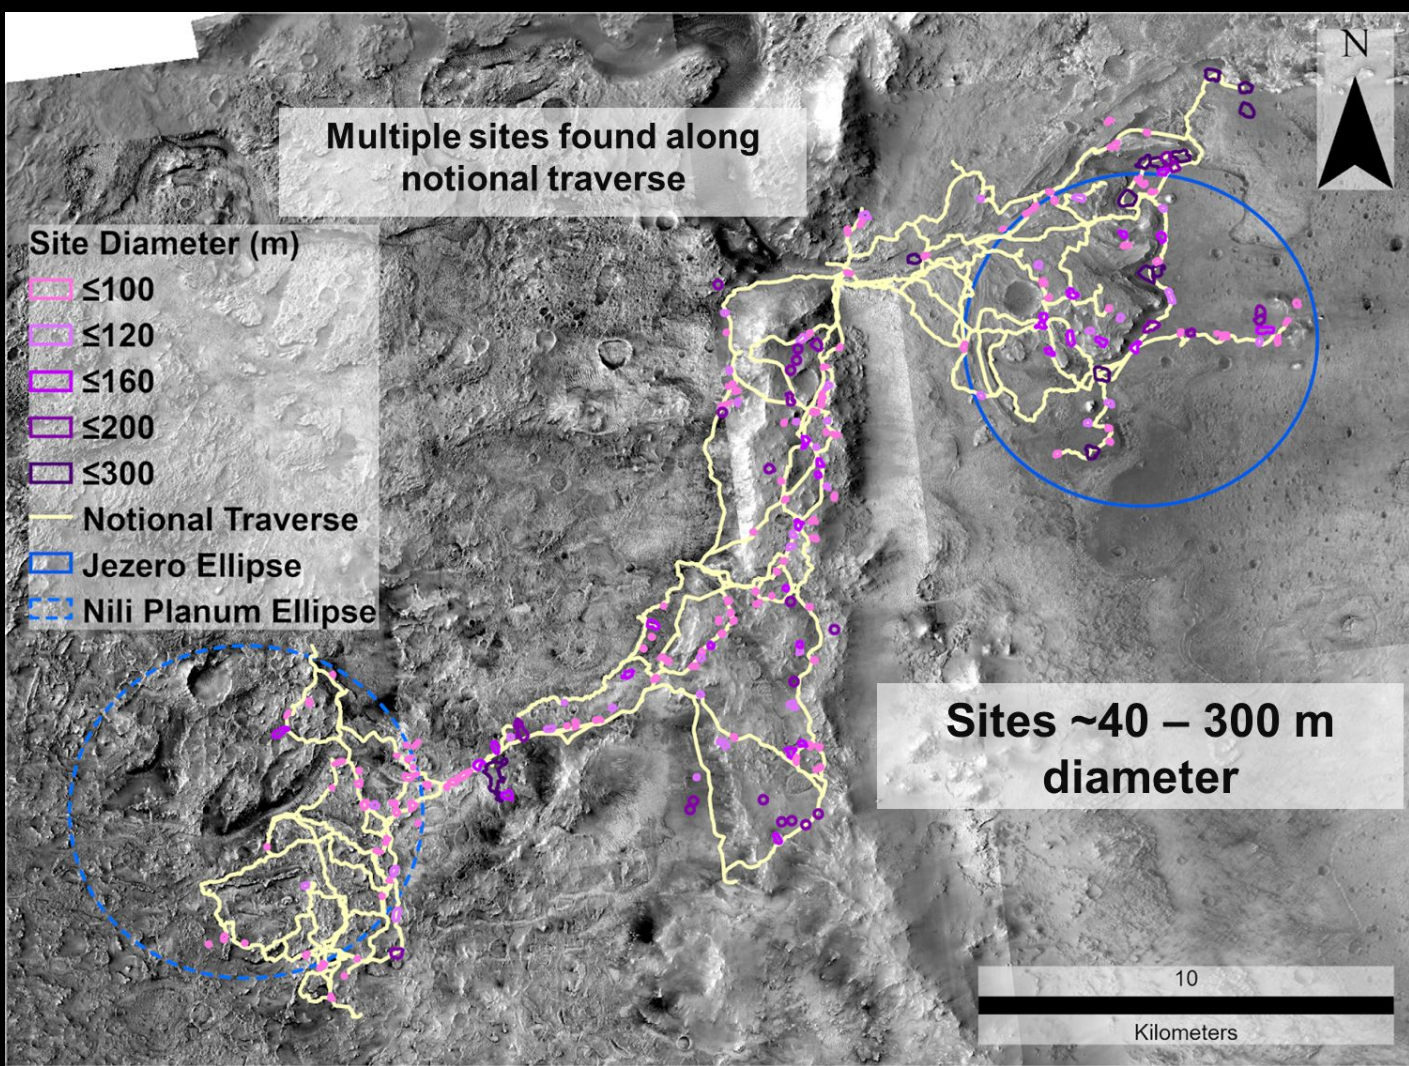 N
Multiple sites found along
notional traverse
Site Diameter (m)
≤100
≤120
≤160
≤200
≤300
Notional Traverse
Jezero Ellipse
Nili Planum Ellipse
Sites ~40 – 300 m
diameter
10
Kilometers